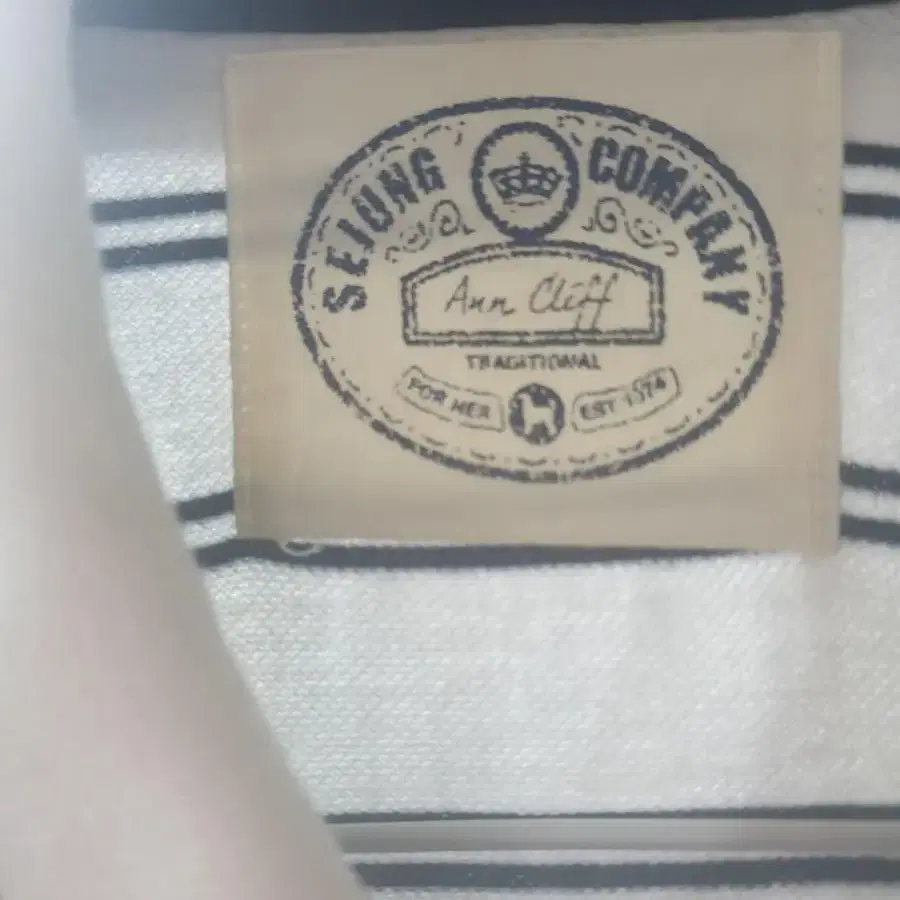 SEJUNG COMPANY
Ann Cliff
TRADITIONAL
FOR HER
EST 1974